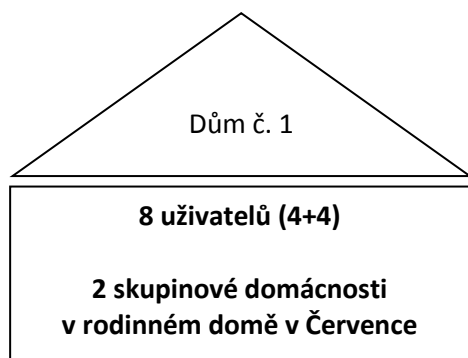 Dům č. 1
8 uživatelů (4+4)
2 skupinové domácnosti
v rodinném domě v Července